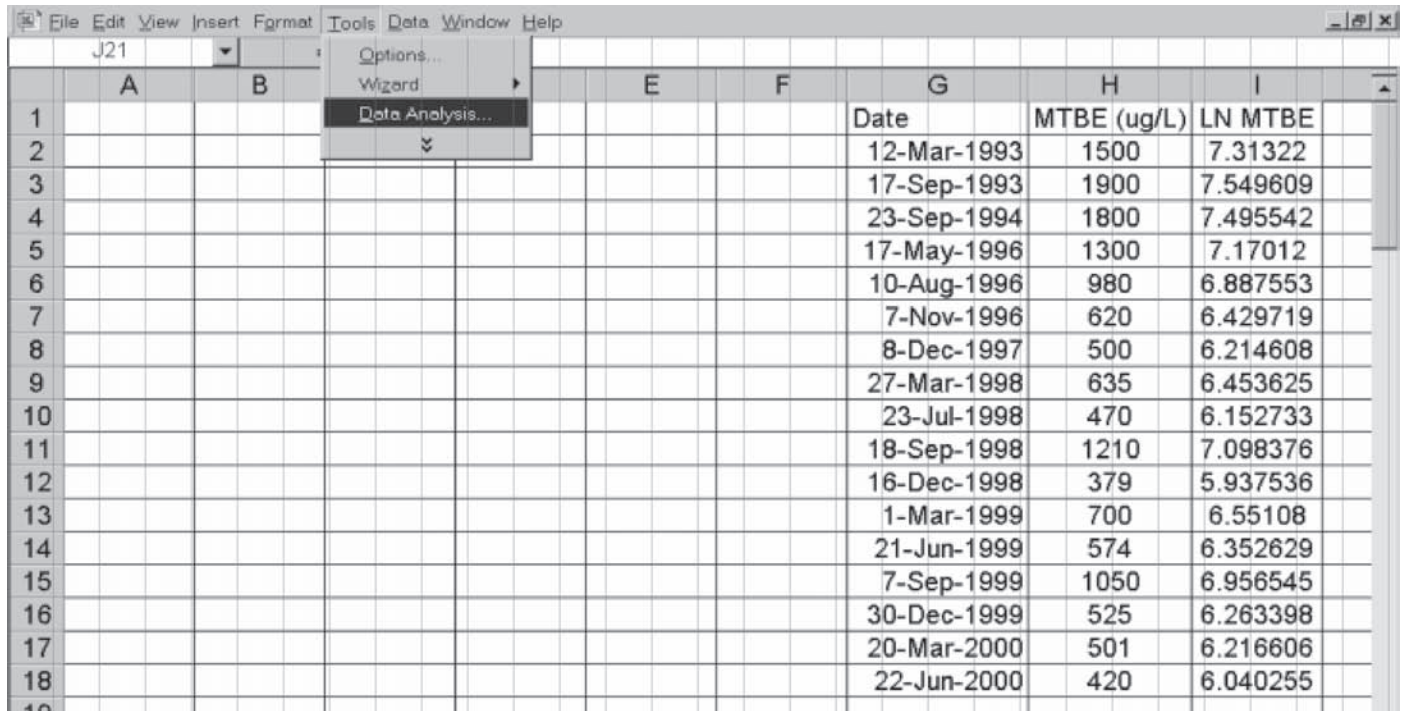 File Edit View Insert Format Tools Data Window Help
J21
Options...
Wizard
Data Analysis...
A B E F G H I
1 Date MTBE (ug/L) LN MTBE
2 12-Mar-1993 1500 7.31322
3 17-Sep-1993 1900 7.549609
4 23-Sep-1994 1800 7.495542
5 17-May-1996 1300 7.17012
6 10-Aug-1996 980 6.887553
7 7-Nov-1996 620 6.429719
8 8-Dec-1997 500 6.214608
9 27-Mar-1998 635 6.453625
10 23-Jul-1998 470 6.152733
11 18-Sep-1998 1210 7.098376
12 16-Dec-1998 379 5.937536
13 1-Mar-1999 700 6.55108
14 21-Jun-1999 574 6.352629
15 7-Sep-1999 1050 6.956545
16 30-Dec-1999 525 6.263398
17 20-Mar-2000 501 6.216606
18 22-Jun-2000 420 6.040255